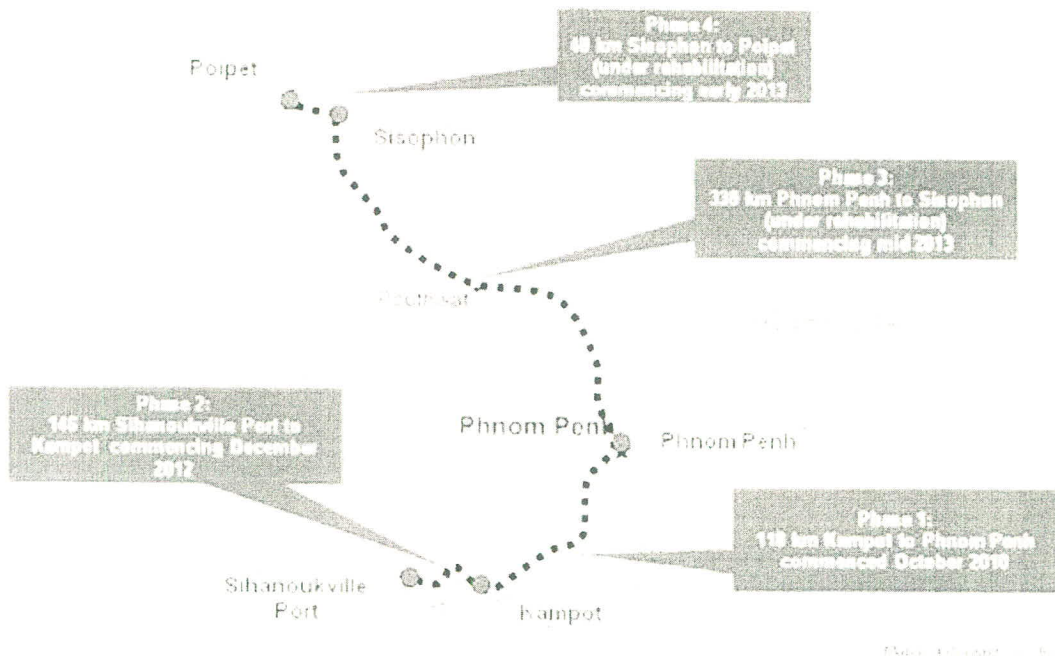 Phase 4:
48 km Sisophon to Poipet
(under rehabilitation)
commencing early 2013
Poipet
Sisophon
Phase 3:
338 km Phnom Penh to Sisophon
(under rehabilitation)
commencing mid 2013
Phase 2:
146 km Sihanoukville Port to
Kampot commencing December
2012
Phnom Penh
Phnom Penh
Phase 1:
118 km Kampot to Phnom Penh
commenced October 2010
Sihanoukville
Port
Kampot